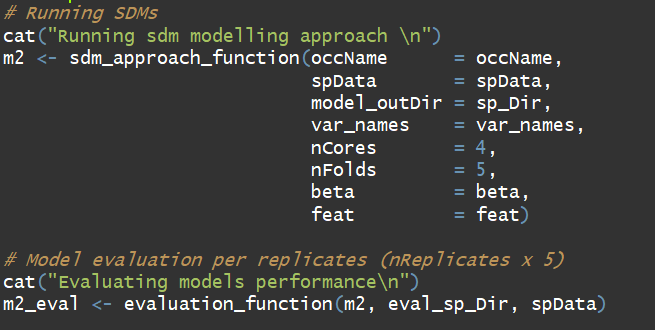 # Running SDMs
cat("Running sdm modelling approach \n")
m2 <- sdm_approach_function(occName      = occName,
                            spData       = spData,
                            model_outDir = sp_Dir,
                            var_names    = var_names,
                            nCores       = 4,
                            nFolds       = 5,
                            beta         = beta,
                            feat         = feat)

# Model evaluation per replicates (nReplicates x 5)
cat("Evaluating models performance\n")
m2_eval <- evaluation_function(m2, eval_sp_Dir, spData)